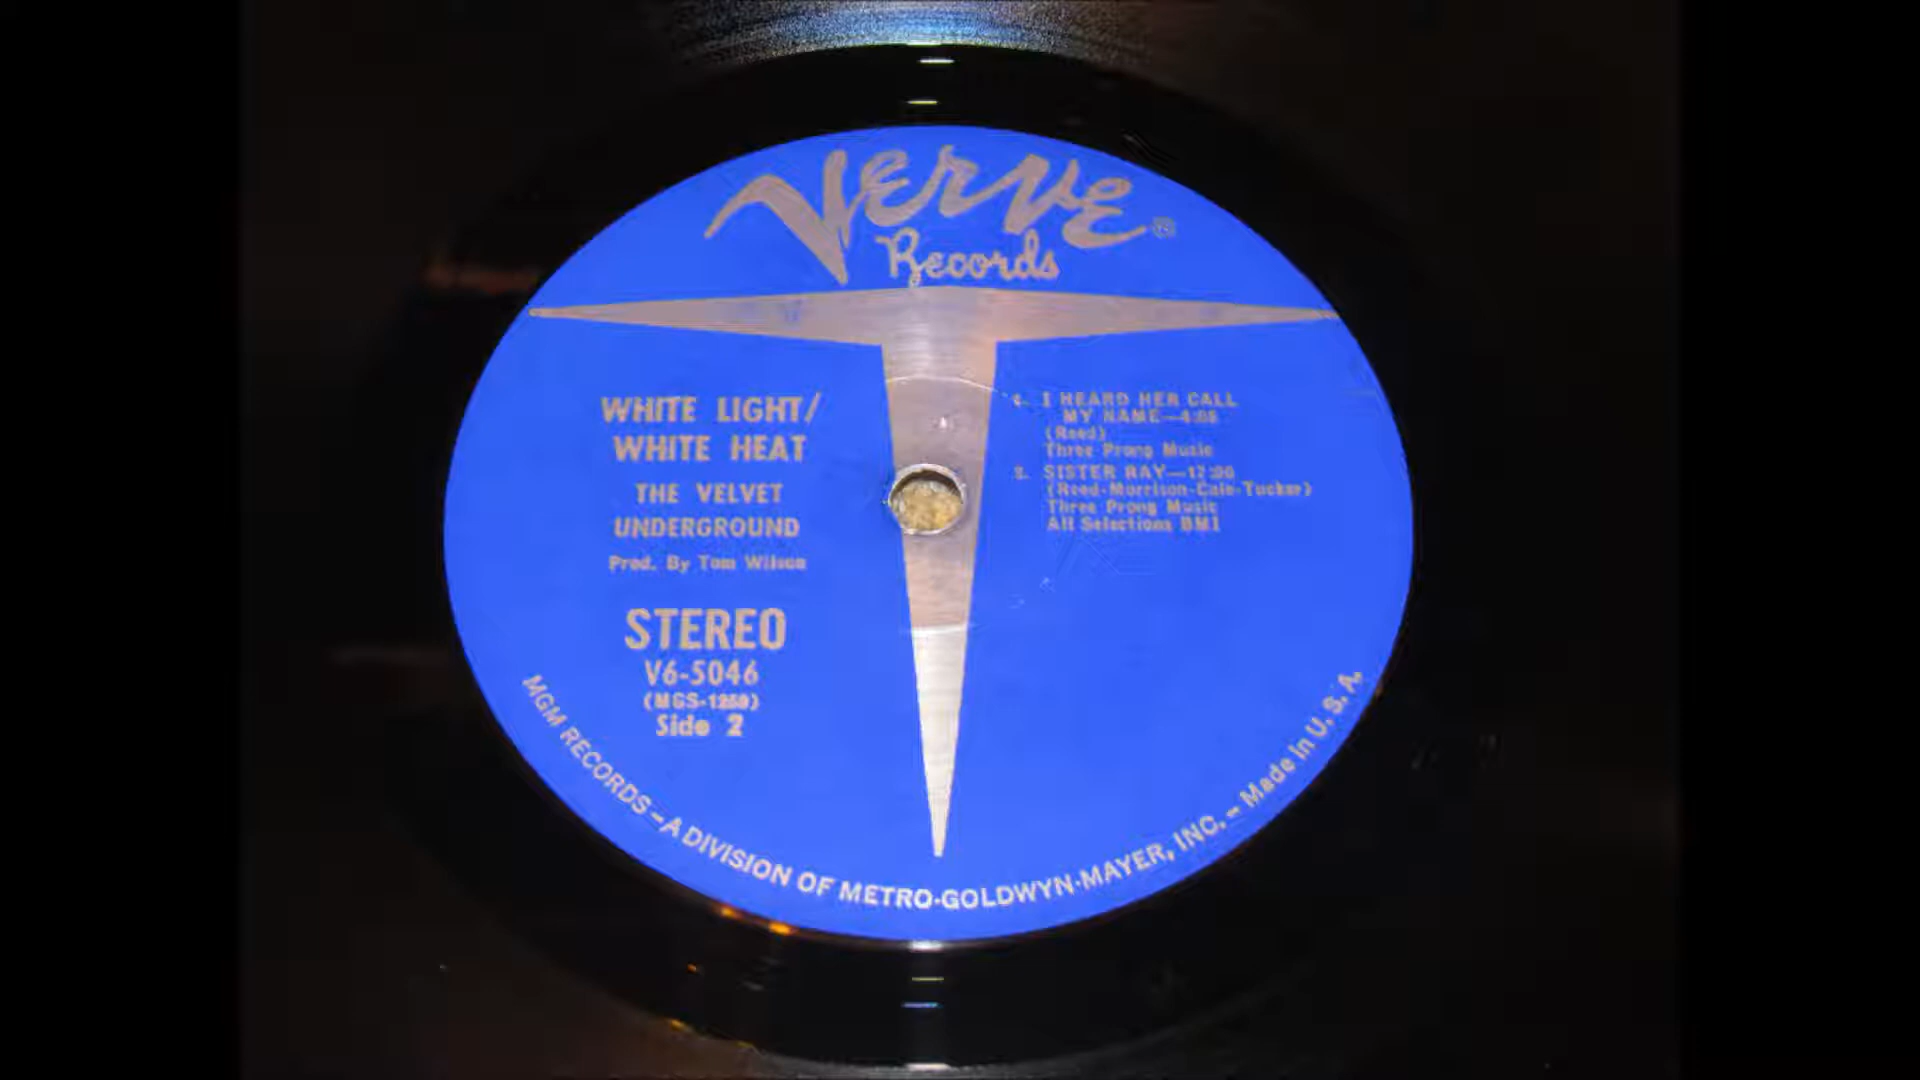 Verve®
Records
WHITE LIGHT/
WHITE HEAT
THE VELVET
UNDERGROUND
Prod. By Tom Wilson
STEREO
V6-5046
Side 2
I HEARD HER CALL
MY NAME—
(Reed)
Three Prong Music
SISTER RAY—
(Reed-Morrison-Cale-Tucker)
Three Prong Music
All Selections BMI
MGM RECORDS – A DIVISION OF METRO-GOLDWYN-MAYER, INC. – Made in U.S.A.